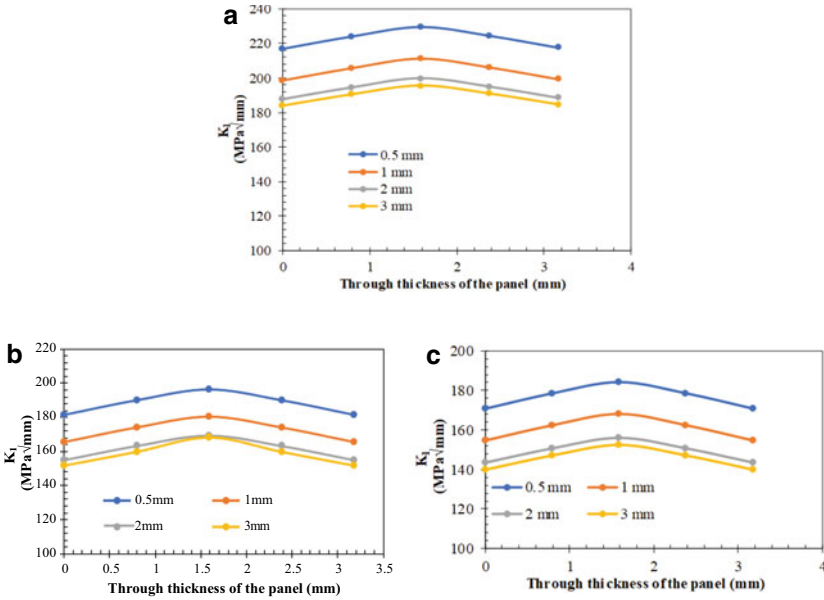 a
240
220
200
180
160
140
120
100
K₁
(MPa√mm)
0.5 mm
1 mm
2 mm
3 mm
0 1 2 3 4
Through thickness of the panel (mm)
b
220
200
180
160
140
120
100
K₁
(MPa√mm)
0.5mm 1mm
2mm 3mm
0 0.5 1 1.5 2 2.5 3 3.5
Through thickness of the panel (mm)
c
200
180
160
140
120
100
K₁
(MPa√mm)
0.5 mm 1 mm
2 mm 3 mm
0 1 2 3 4
Through thickness of the panel (mm)